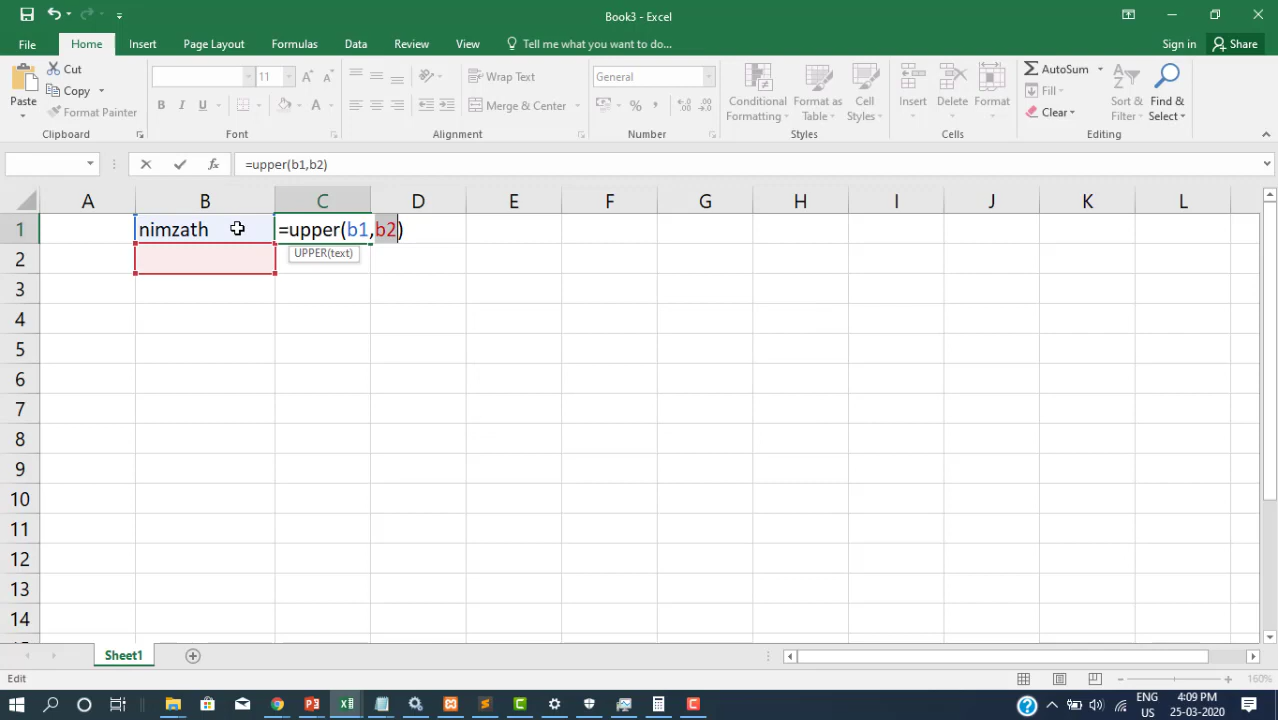 Book3 - Excel
File Home Insert Page Layout Formulas Data Review View Tell me what you want to do... Sign in Share
Paste
Cut
Copy
Format Painter
Clipboard
11 A A
B I U A
Font
Wrap Text
Merge & Center
Alignment
General
% , .0 .00
Number
Conditional Formatting
Format as Table
Cell Styles
Styles
Insert Delete Format
Cells
AutoSum
Fill
Clear
Sort & Filter
Find & Select
Editing
fx =upper(b1,b2)
A B C D E F G H I J K L
1 nimzath =upper(b1,b2)
2 UPPER(text)
3
4
5
6
7
8
9
10
11
12
13
14
Sheet1
Edit 160%
ENG 4:09 PM
US 25-03-2020